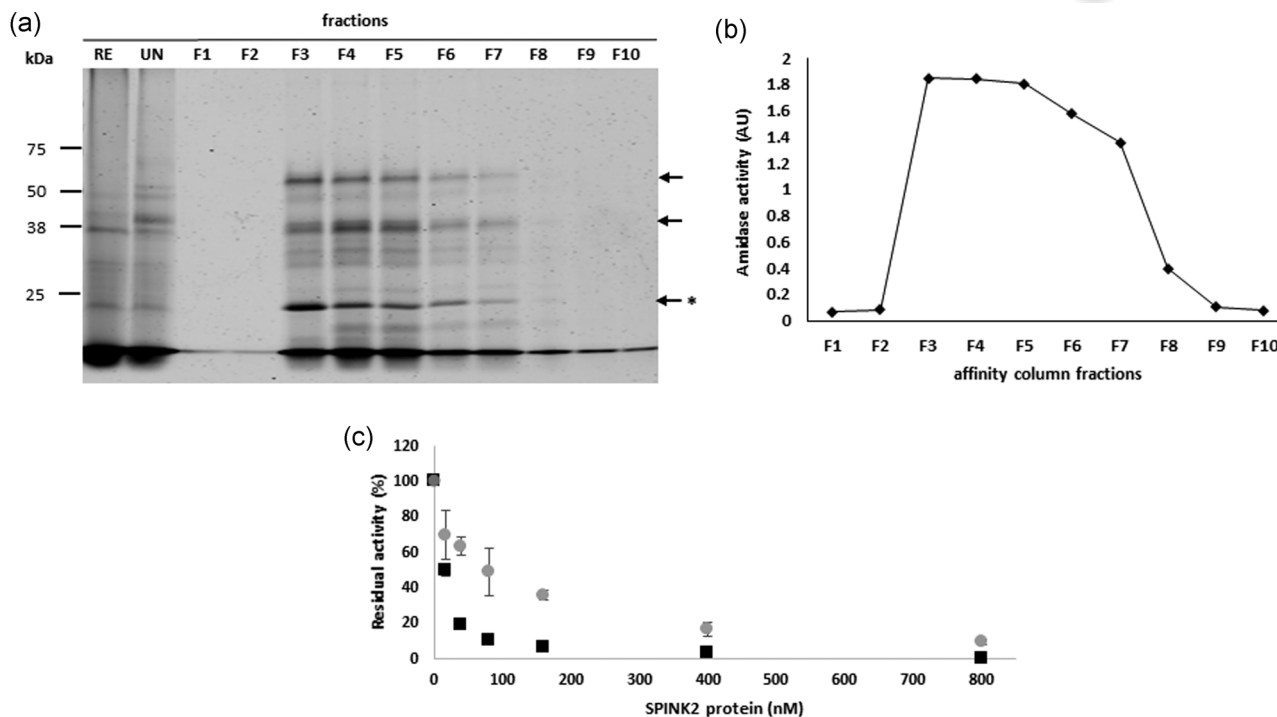 (a)
fractions
kDa RE UN F1 F2 F3 F4 F5 F6 F7 F8 F9 F10
75
50
38
25
*
(b)
Amidase activity (AU)
2
1.8
1.6
1.4
1.2
1
0.8
0.6
0.4
0.2
0
F1 F2 F3 F4 F5 F6 F7 F8 F9 F10
affinity column fractions
(c)
Residual activity (%)
120
100
80
60
40
20
0
0 100 200 300 400 500 600 700 800
SPINK2 protein (nM)